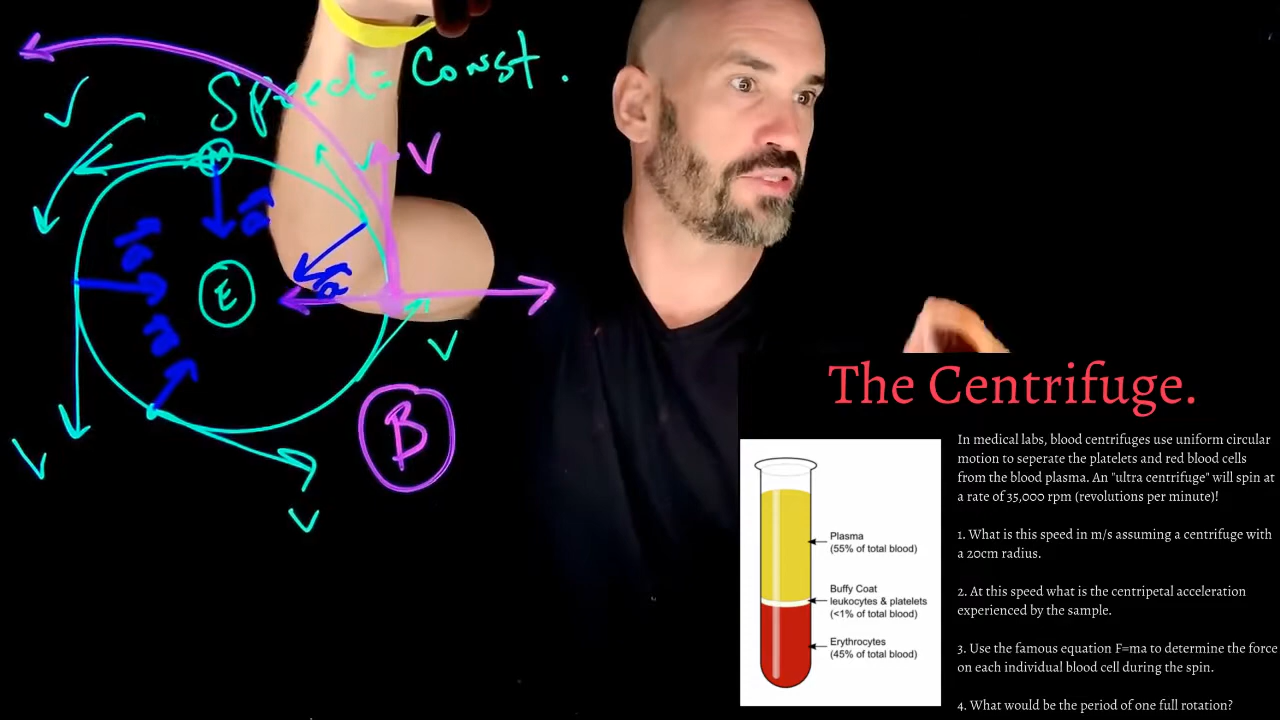 Speed = Const.
V
V
V
M
a
a
a
E
a
V
B
V
V
The Centrifuge.
In medical labs, blood centrifuges use uniform circular
motion to seperate the platelets and red blood cells
from the blood plasma. An "ultra centrifuge" will spin at
a rate of 35,000 rpm (revolutions per minute)!
1. What is this speed in m/s assuming a centrifuge with
a 20cm radius.
2. At this speed what is the centripetal acceleration
experienced by the sample.
3. Use the famous equation F=ma to determine the force
on each individual blood cell during the spin.
4. What would be the period of one full rotation?
Plasma
(55% of total blood)
Buffy Coat
leukocytes & platelets
(<1% of total blood)
Erythrocytes
(45% of total blood)